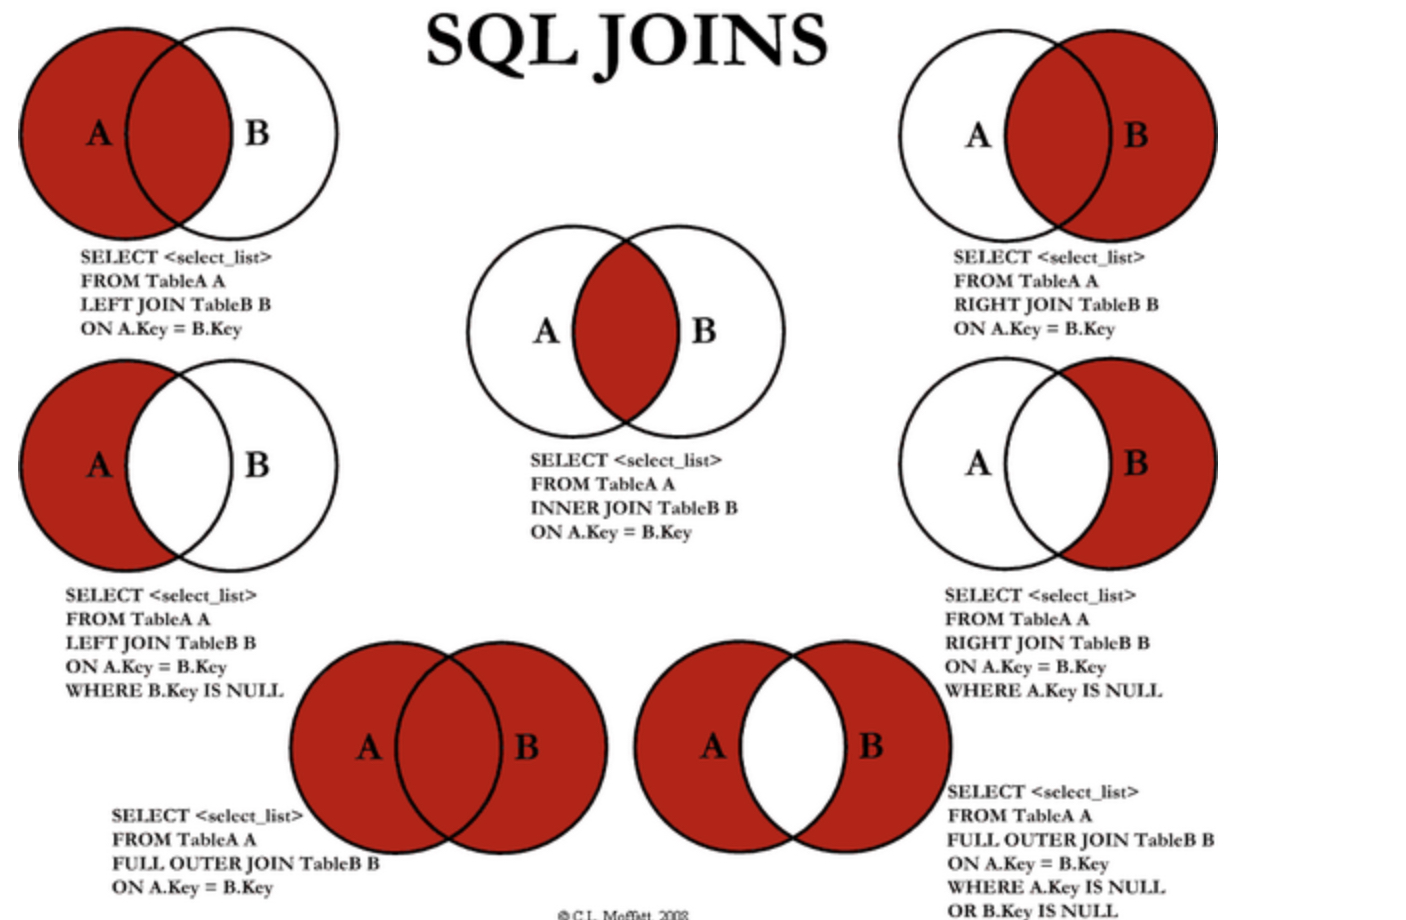 SQL JOINS
A
B
SELECT <select_list>
FROM TableA A
LEFT JOIN TableB B
ON A.Key = B.Key
A
B
SELECT <select_list>
FROM TableA A
RIGHT JOIN TableB B
ON A.Key = B.Key
A
B
SELECT <select_list>
FROM TableA A
INNER JOIN TableB B
ON A.Key = B.Key
A
B
SELECT <select_list>
FROM TableA A
LEFT JOIN TableB B
ON A.Key = B.Key
WHERE B.Key IS NULL
A
B
SELECT <select_list>
FROM TableA A
RIGHT JOIN TableB B
ON A.Key = B.Key
WHERE A.Key IS NULL
A
B
SELECT <select_list>
FROM TableA A
FULL OUTER JOIN TableB B
ON A.Key = B.Key
A
B
SELECT <select_list>
FROM TableA A
FULL OUTER JOIN TableB B
ON A.Key = B.Key
WHERE A.Key IS NULL
OR B.Key IS NULL
© C.L. Moffatt, 2008